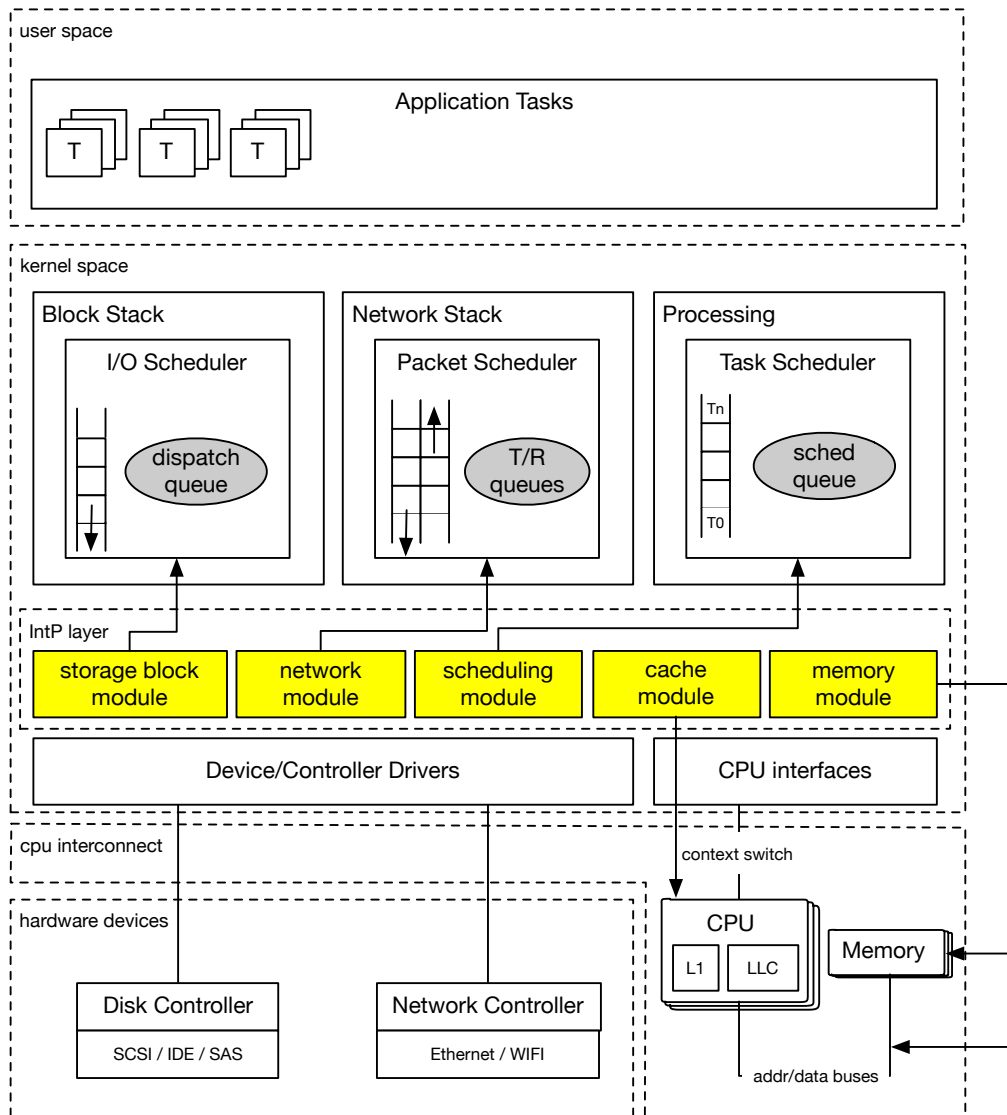 user space
Application Tasks
T
T
T
kernel space
Block Stack
Network Stack
Processing
I/O Scheduler
Packet Scheduler
Task Scheduler
Tn
dispatch
queue
T/R
queues
sched
queue
T0
IntP layer
storage block
module
network
module
scheduling
module
cache
module
memory
module
Device/Controller Drivers
CPU interfaces
cpu interconnect
context switch
hardware devices
CPU
L1
LLC
Memory
Disk Controller
SCSI / IDE / SAS
Network Controller
Ethernet / WIFI
addr/data buses